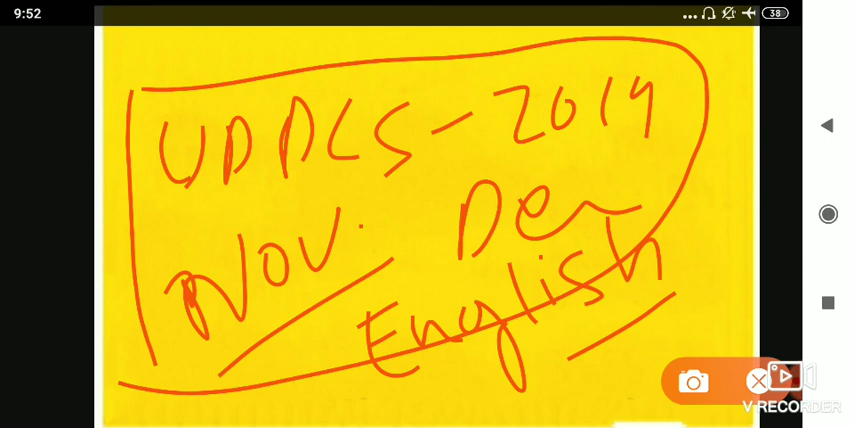 9:52
38
UPPCS - 2019
Nov. Dec
English
V RECORDER